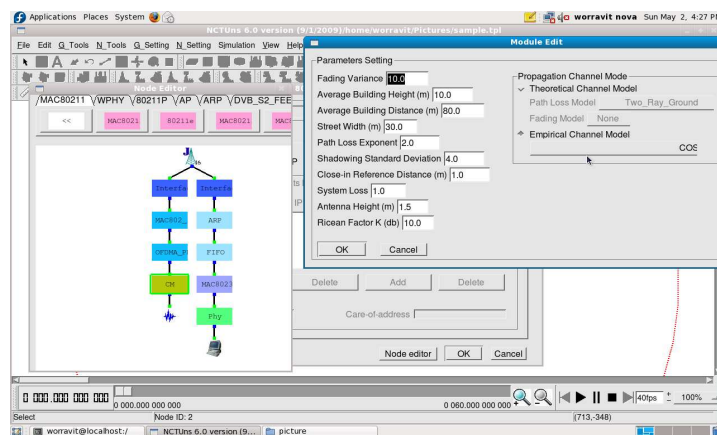 Applications Places System
worravit nova Sun May 2, 4:27 P
NCTUns 6.0 version (9/1/2009)/home/worravit/Pictures/sample.tpl
File Edit G_Tools N_Tools G_Setting N_Setting Simulation View Help
Node Editor
/MAC80211 WPHY /80211P \/AP \/ARP \/DVB_S2_FEE
<< MAC8021 80211e MAC8021 MAC
Interfa Interfa
MAC802_ ARP
OFDMA_P FIFO
CM MAC8023
Phy
Module Edit
Parameters Setting
Fading Variance 10.0
Average Building Height (m) 10.0
Average Building Distance (m) 80.0
Street Width (m) 30.0
Path Loss Exponent 2.0
Shadowing Standard Deviation 4.0
Close-in Reference Distance (m) 1.0
System Loss 1.0
Antenna Height (m) 1.5
Ricean Factor K (db) 10.0
OK Cancel
Propagation Channel Mode
Theoretical Channel Model
Path Loss Model Two_Ray_Ground
Fading Model None
Empirical Channel Model
COS
Delete Add Delete
Care-of-address
Node editor OK Cancel
0 000.000 000 000
0 000.000 000 000
0 060.000 000 000
40fps 100%
Select Node ID: 2 (713,-348)
worravit@localhost:/ NCTUns 6.0 version (9... picture